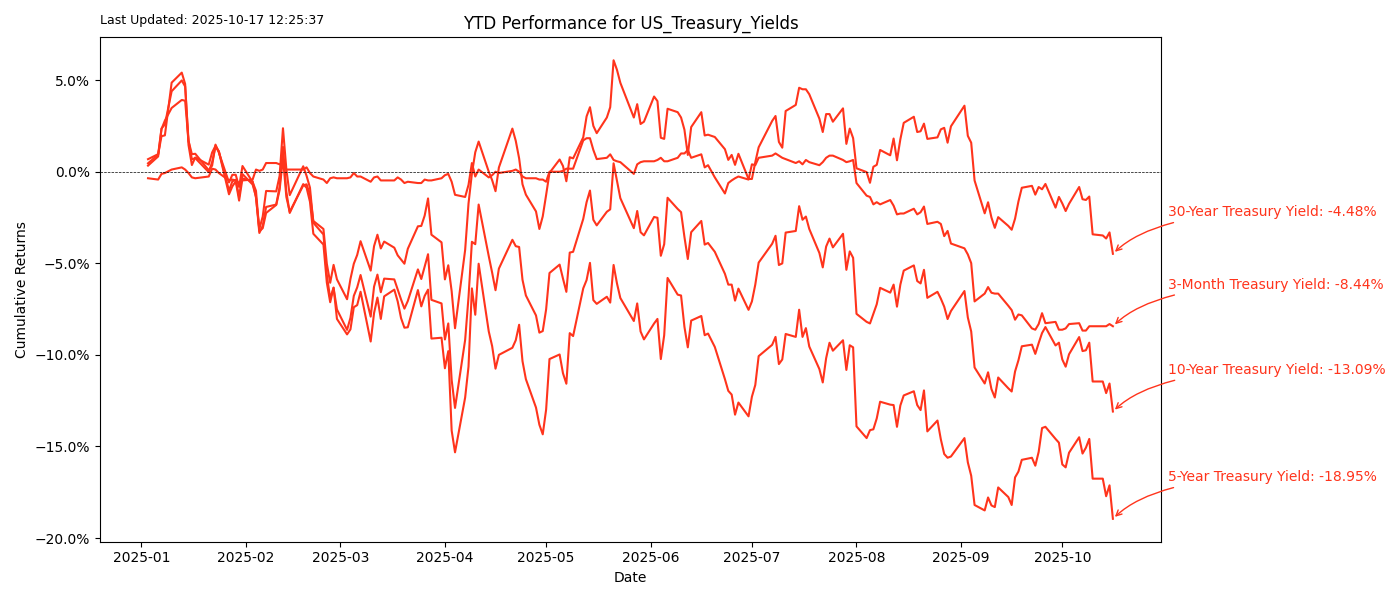 Last Updated: 2025-10-17 12:25:37
YTD Performance for US_Treasury_Yields
Cumulative Returns
5.0%
0.0%
−5.0%
−10.0%
−15.0%
−20.0%
30-Year Treasury Yield: -4.48%
3-Month Treasury Yield: -8.44%
10-Year Treasury Yield: -13.09%
5-Year Treasury Yield: -18.95%
2025-01 2025-02 2025-03 2025-04 2025-05 2025-06 2025-07 2025-08 2025-09 2025-10
Date